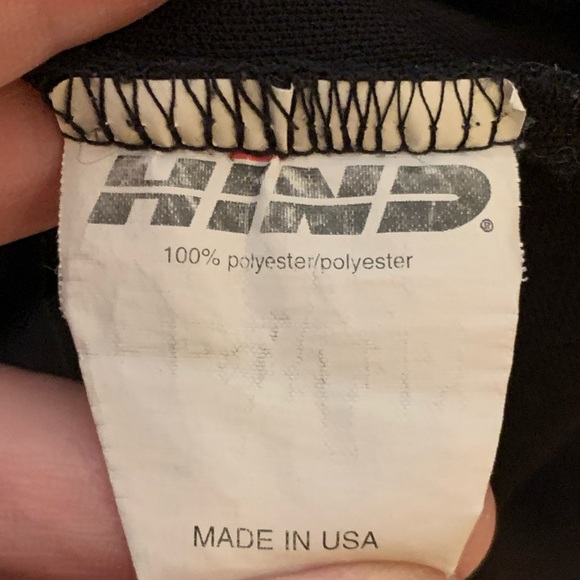 HIND®
100% polyester/polyester
MADE IN USA